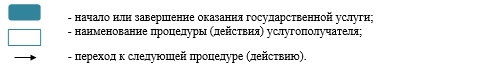 - начало или завершение оказания государственной услуги;
- наименование процедуры (действия) услугополучателя;
- переход к следующей процедуре (действию).